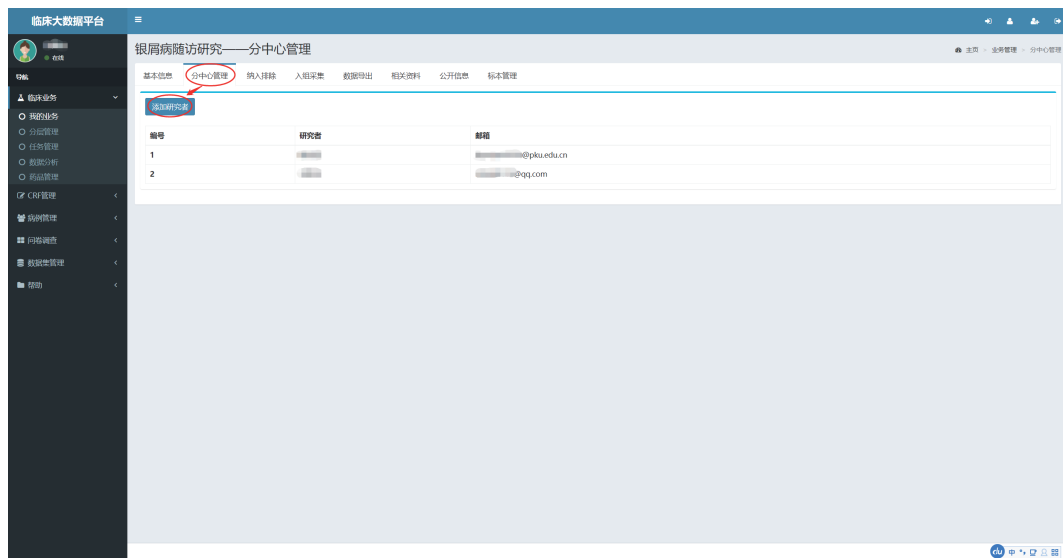 临床大数据平台
在线
导航
临床业务
我的业务
分层管理
任务管理
数据分析
药品管理
CRF管理
病例管理
问卷调查
数据集管理
帮助
银屑病随访研究——分中心管理
主页 > 业务管理 > 分中心管理
基本信息 分中心管理 纳入排除 入组采集 数据导出 相关资料 公开信息 标本管理
添加研究者
编号 研究者 邮箱
1 @pku.edu.cn
2 @qq.com
du 中